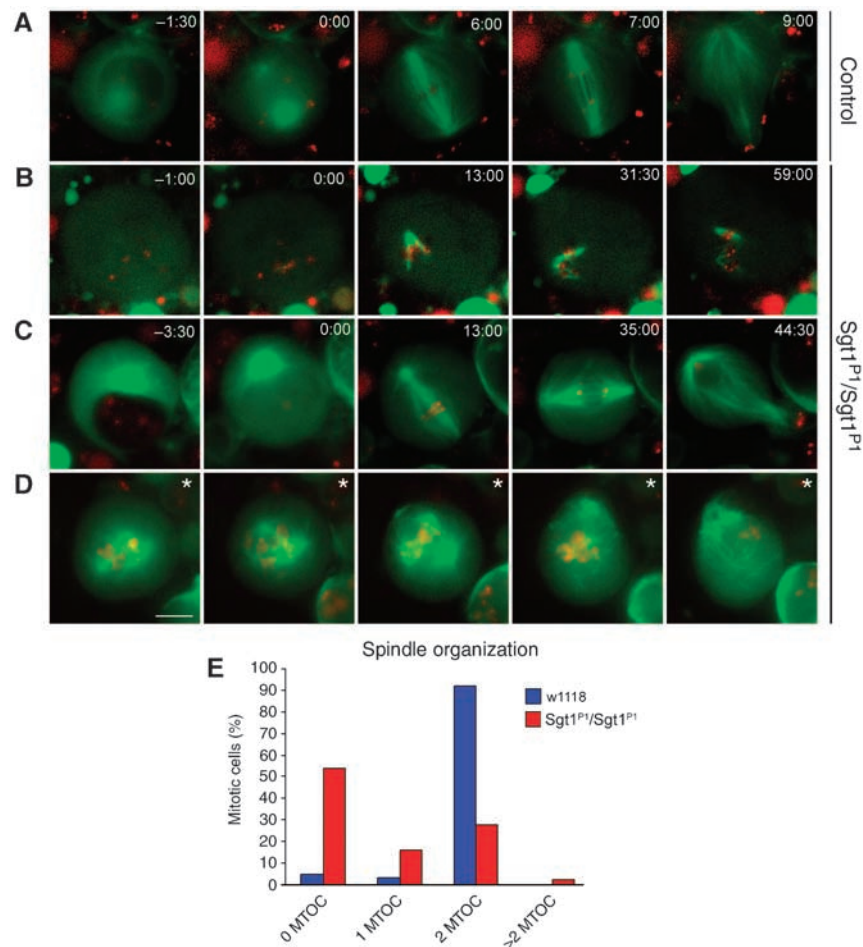 A
–1:30
0:00
6:00
7:00
9:00
Control
B
–1:00
0:00
13:00
31:30
59:00
C
–3:30
0:00
13:00
35:00
44:30
Sgt1P1/Sgt1P1
D
*
*
*
*
*
E
Spindle organization
Mitotic cells (%)
100
90
80
70
60
50
40
30
20
10
0
w1118
Sgt1P1/Sgt1P1
0 MTOC
1 MTOC
2 MTOC
>2 MTOC